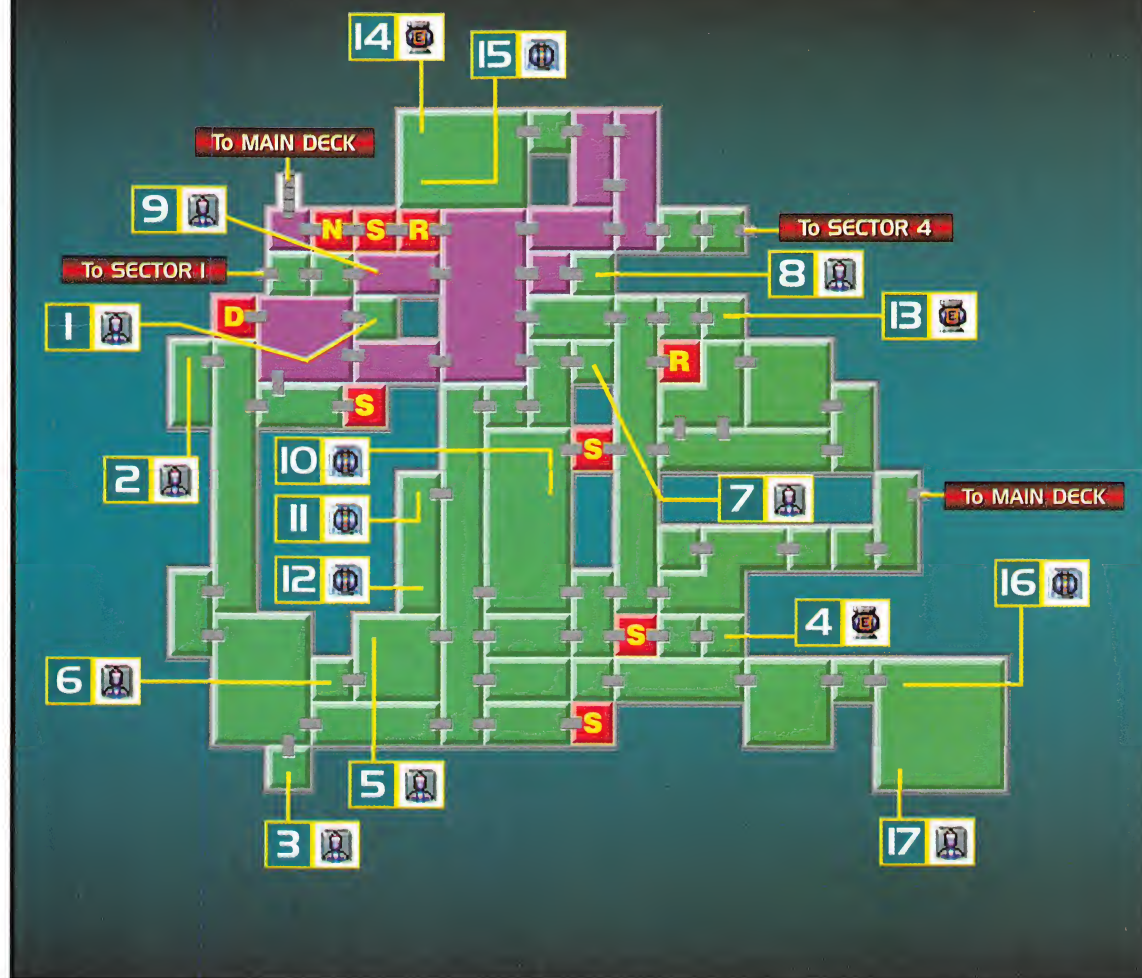 14 E
15
To MAIN DECK
9
N S R
To SECTOR 4
To SECTOR 1
8
1
D
13 E
R
2
S
10
S
7
11
To MAIN DECK
12
16
4 E
S
6
S
5
3
17